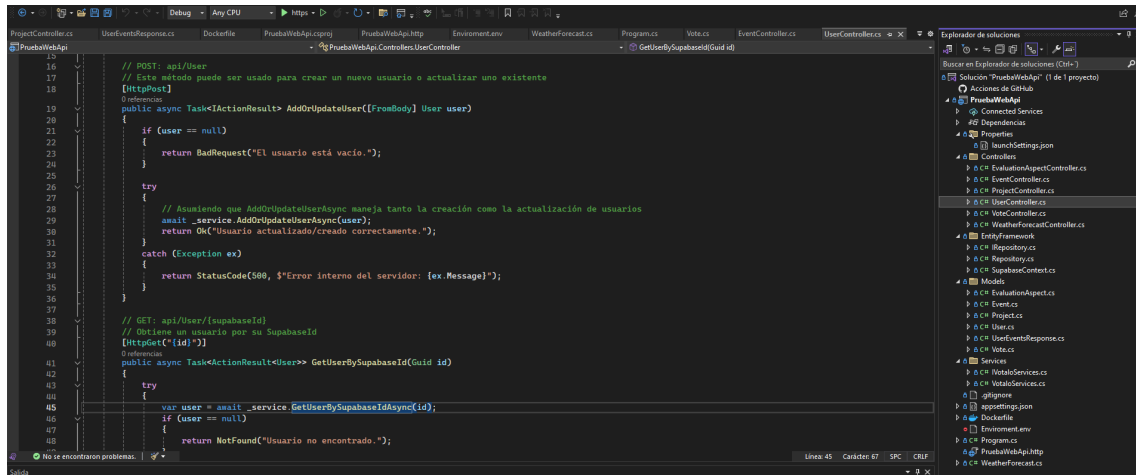 Debug Any CPU https
ProjectController.cs UserEventsResponse.cs Dockerfile PruebaWebApi.csproj PruebaWebApi.http Enviroment.env WeatherForecast.cs Program.cs Vote.cs EventController.cs UserController.cs
PruebaWebApi PruebaWebApi.Controllers.UserController GetUserBySupabaseId(Guid id)
15
16 // POST: api/User
17 // Este método puede ser usado para crear un nuevo usuario o actualizar uno existente
18 [HttpPost]
0 referencias
19 public async Task<IActionResult> AddOrUpdateUser([FromBody] User user)
20 {
21 if (user == null)
22 {
23 return BadRequest("El usuario está vacío.");
24 }
25
26 try
27 {
28 // Asumiendo que AddOrUpdateUserAsync maneja tanto la creación como la actualización de usuarios
29 await _service.AddOrUpdateUserAsync(user);
30 return Ok("Usuario actualizado/creado correctamente.");
31 }
32 catch (Exception ex)
33 {
34 return StatusCode(500, $"Error interno del servidor: {ex.Message}");
35 }
36 }
37
38 // GET: api/User/{supabaseId}
39 // Obtiene un usuario por su SupabaseId
40 [HttpGet("{id}")]
0 referencias
41 public async Task<ActionResult<User>> GetUserBySupabaseId(Guid id)
42 {
43 try
44 {
45 var user = await _service.GetUserBySupabaseIdAsync(id);
46 if (user == null)
47 {
48 return NotFound("Usuario no encontrado.");
No se encontraron problemas. Línea: 45 Carácter: 67 SPC CRLF
Salida
Explorador de soluciones
Buscar en Explorador de soluciones (Ctrl+´)
Solución "PruebaWebApi" (1 de 1 proyecto)
Acciones de GitHub
PruebaWebApi
Connected Services
Dependencias
Properties
launchSettings.json
Controllers
C# EvaluationAspectController.cs
C# EventController.cs
C# ProjectController.cs
C# UserController.cs
C# VoteController.cs
C# WeatherForecastController.cs
EntityFramework
C# IRepository.cs
C# Repository.cs
C# SupabaseContext.cs
Models
C# EvaluationAspect.cs
C# Event.cs
C# Project.cs
C# User.cs
C# UserEventsResponse.cs
C# Vote.cs
Services
C# IVotaloServices.cs
C# VotaloServices.cs
.gitignore
appsettings.json
Dockerfile
Enviroment.env
C# Program.cs
PruebaWebApi.http
C# WeatherForecast.cs